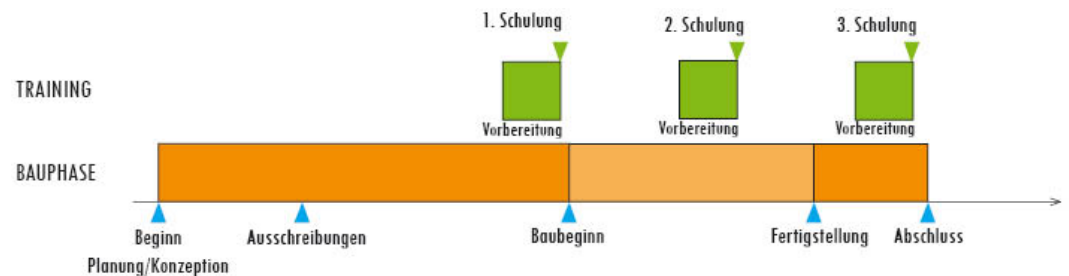 1. Schulung
2. Schulung
3. Schulung
TRAINING
Vorbereitung
Vorbereitung
Vorbereitung
BAUPHASE
Beginn
Planung/Konzeption
Ausschreibungen
Baubeginn
Fertigstellung
Abschluss